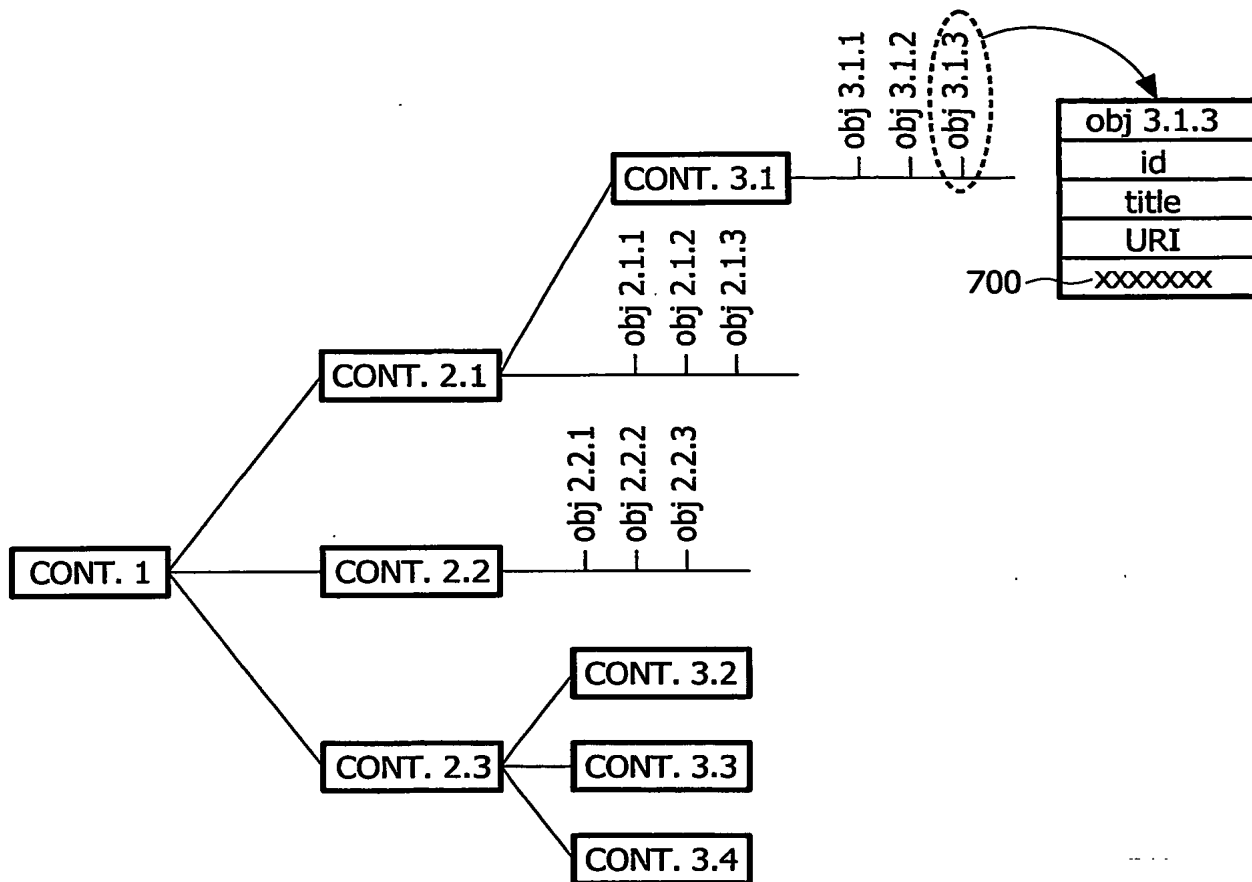 obj 3.1.1
obj 3.1.2
obj 3.1.3
obj 3.1.3
id
title
URI
700
xxxxxxx
CONT. 3.1
obj 2.1.1
obj 2.1.2
obj 2.1.3
CONT. 2.1
obj 2.2.1
obj 2.2.2
obj 2.2.3
CONT. 1
CONT. 2.2
CONT. 3.2
CONT. 2.3
CONT. 3.3
CONT. 3.4